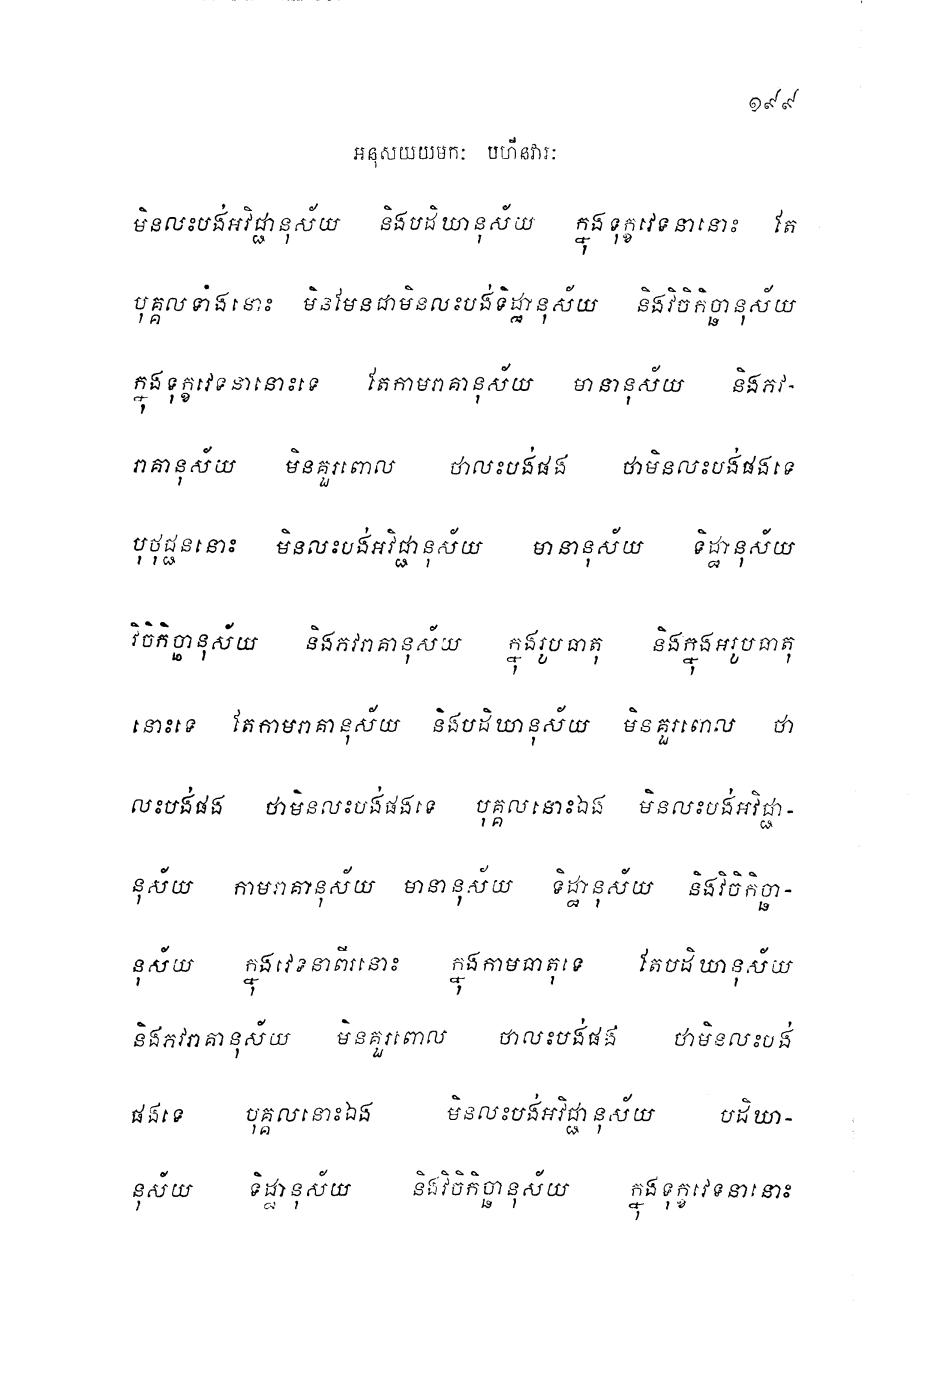 ១៩៩
អនុសយយមកៈ បហីនវារៈ
មិនលះបង់អវិជ្ជានុស័យ និងបដិឃានុស័យ ក្នុងទុក្ខវេទនានោះ តែ
បុគ្គលទាំងនោះ មិនមែនជាមិនលះបង់ទិដ្ឋានុស័យ និងវិចិកិច្ឆានុស័យ
ក្នុងទុក្ខវេទនានោះទេ តែកាមរាគានុស័យ មានានុស័យ និងភវ-
រាគានុស័យ មិនគួរពោល ថាលះបង់ផង ថាមិនលះបង់ផងទេ
បុថុជ្ជននោះ មិនលះបង់អវិជ្ជានុស័យ មានានុស័យ ទិដ្ឋានុស័យ
វិចិកិច្ឆានុស័យ និងភវរាគានុស័យ ក្នុងរូបធាតុ និងក្នុងអរូបធាតុ
នោះទេ តែកាមរាគានុស័យ និងបដិឃានុស័យ មិនគួរពោល ថា
លះបង់ផង ថាមិនលះបង់ផងទេ បុគ្គលនោះឯង មិនលះបង់អវិជ្ជា-
នុស័យ កាមរាគានុស័យ មានានុស័យ ទិដ្ឋានុស័យ និងវិចិកិច្ឆា-
នុស័យ ក្នុងវេទនាពីរនោះ ក្នុងកាមធាតុទេ តែបដិឃានុស័យ
និងភវរាគានុស័យ មិនគួរពោល ថាលះបង់ផង ថាមិនលះបង់
ផងទេ បុគ្គលនោះឯង មិនលះបង់អវិជ្ជានុស័យ បដិឃា-
នុស័យ ទិដ្ឋានុស័យ និងវិចិកិច្ឆានុស័យ ក្នុងទុក្ខវេទនានោះ